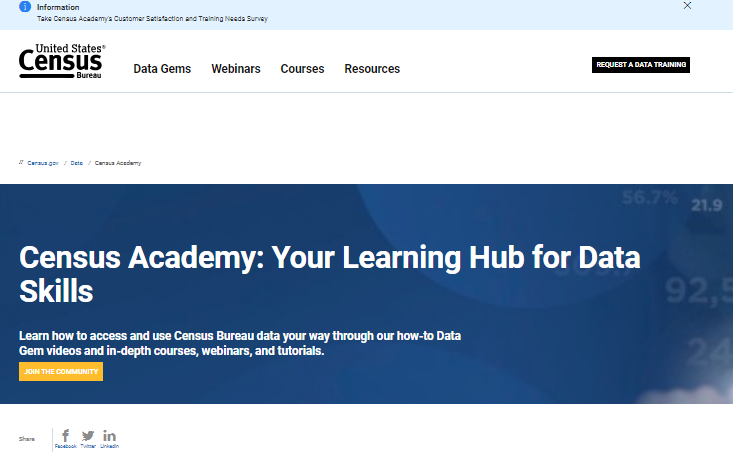 Information
Take Census Academy's Customer Satisfaction and Training Needs Survey
United States®
Census
Bureau
Data Gems Webinars Courses Resources
REQUEST A DATA TRAINING
// Census.gov / Data / Census Academy
56.7%
21.9
Census Academy: Your Learning Hub for Data
Skills
92,5
24
Learn how to access and use Census Bureau data your way through our how-to Data
Gem videos and in-depth courses, webinars, and tutorials.
JOIN THE COMMUNITY
Share
Facebook Twitter LinkedIn